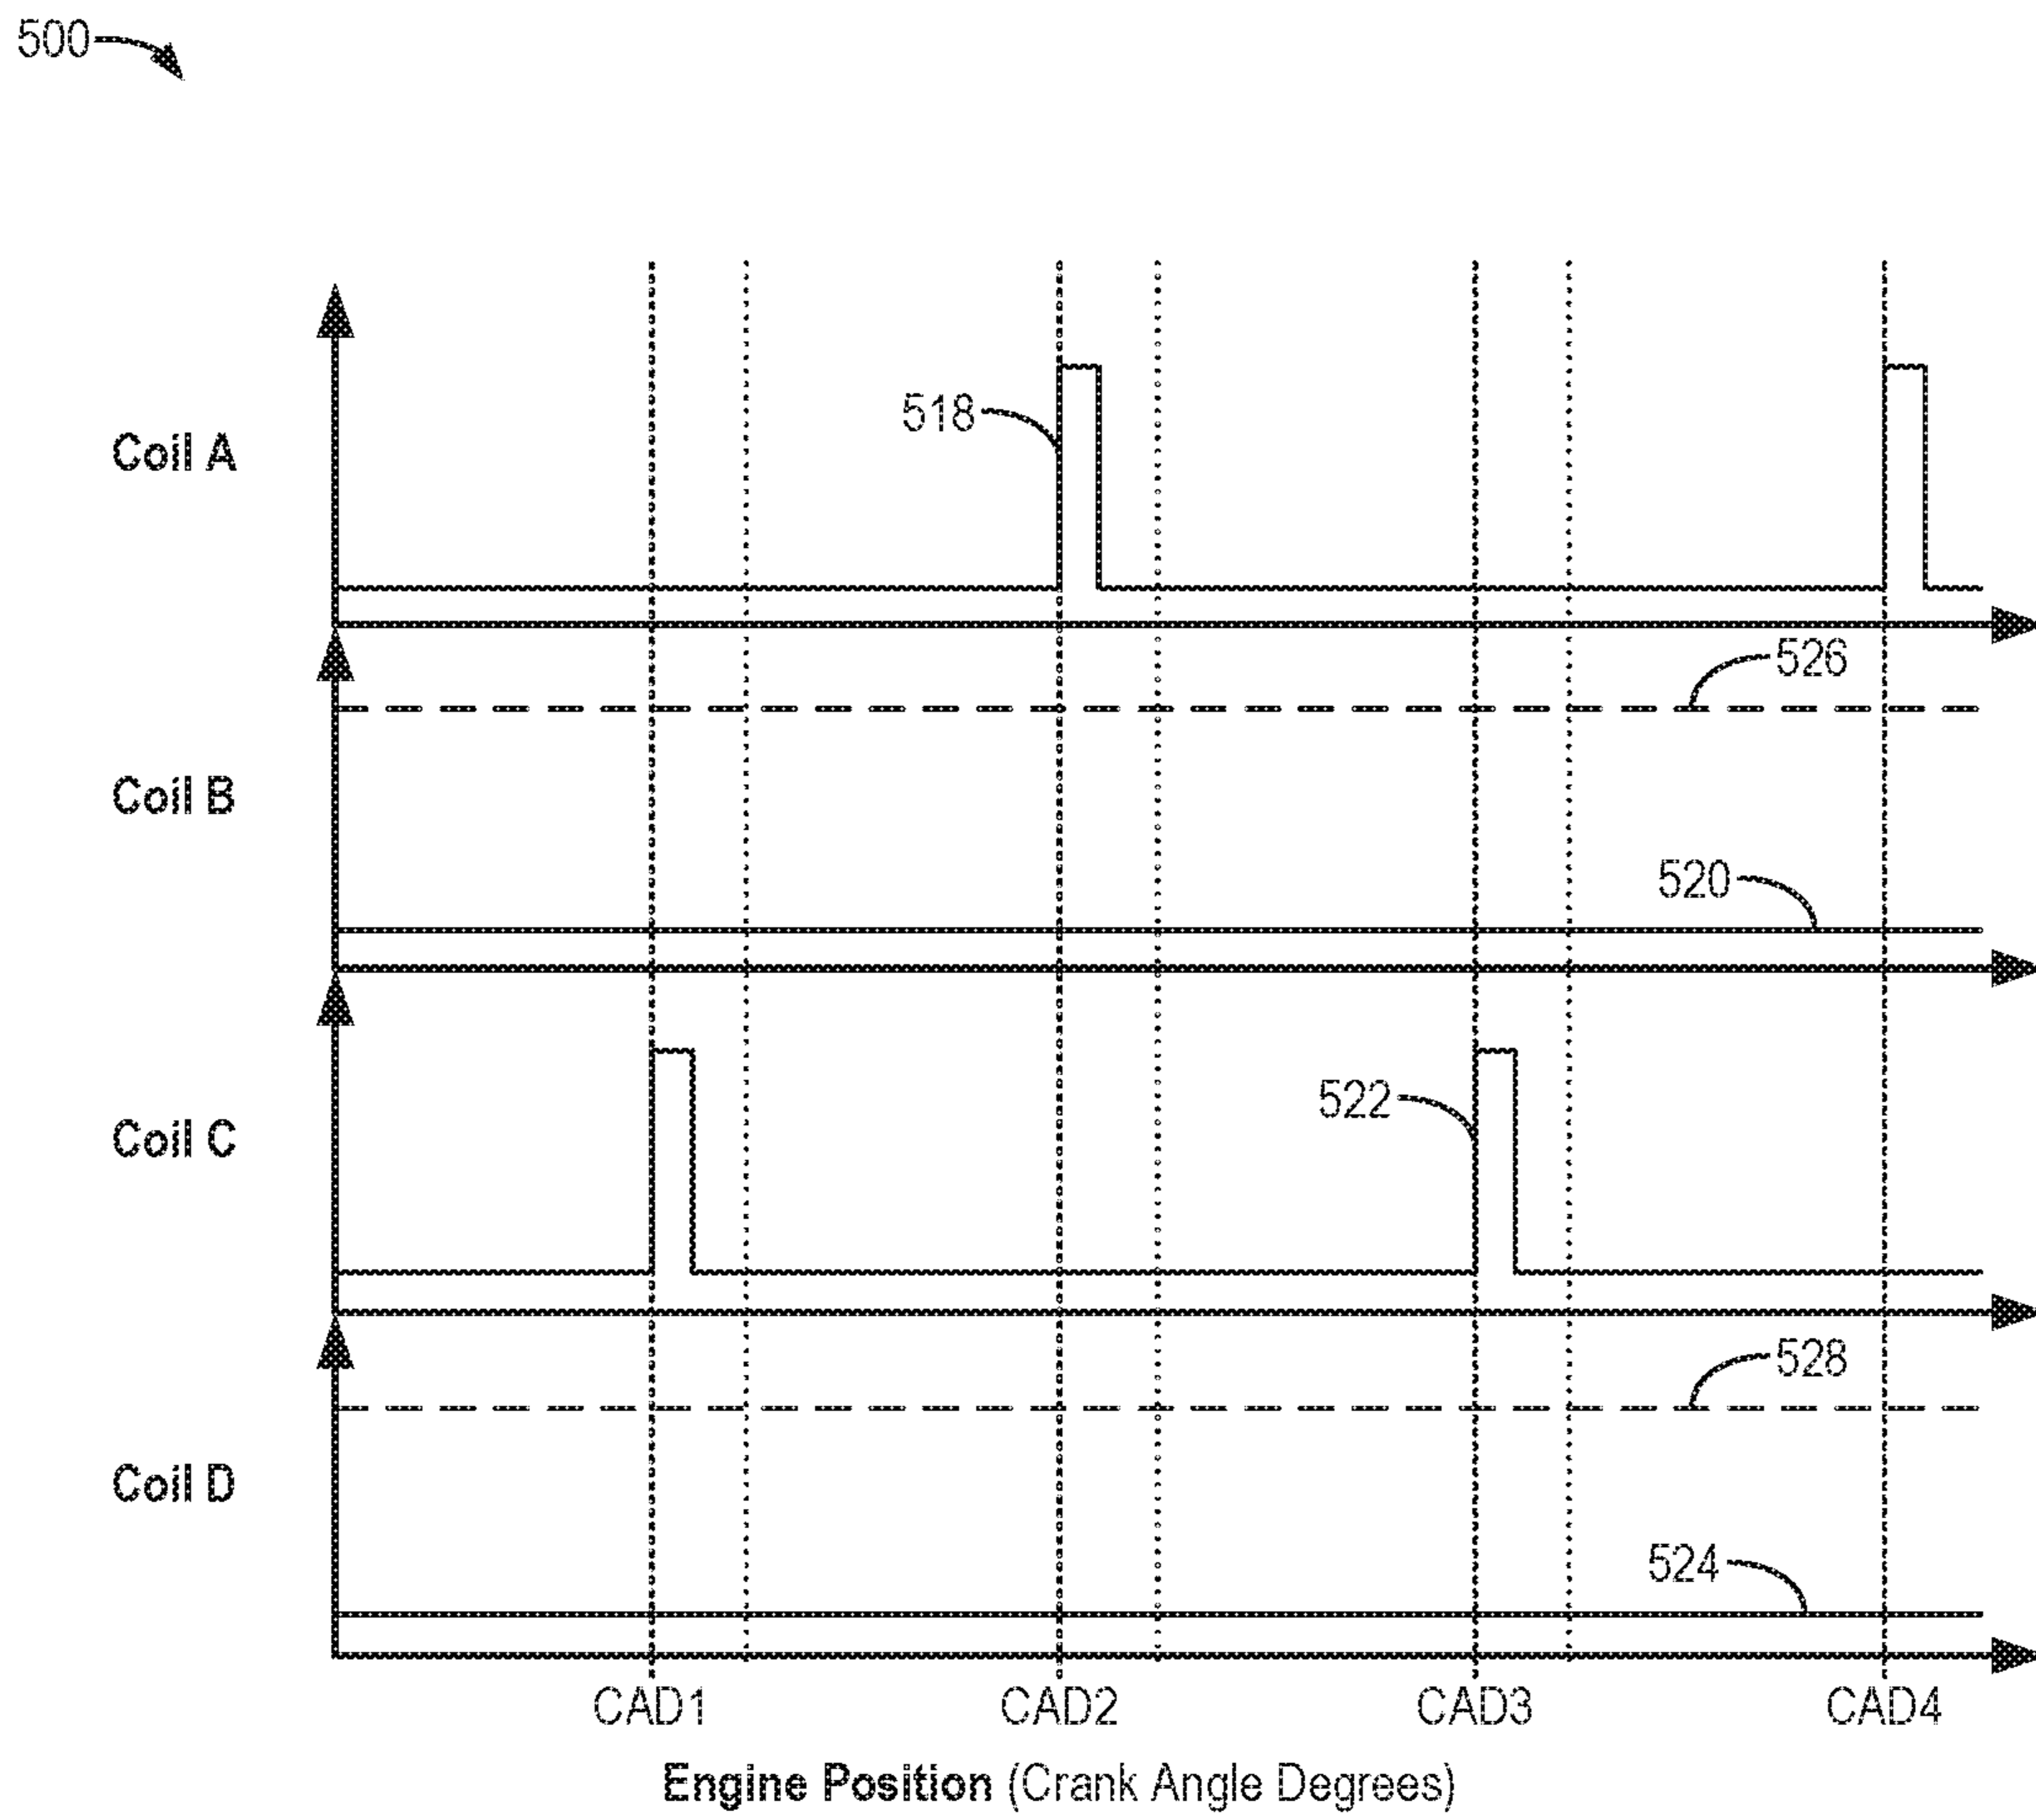 500
518
Coil A
526
Coil B
520
522
Coil C
528
Coil D
524
CAD1 CAD2 CAD3 CAD4
Engine Position (Crank Angle Degrees)